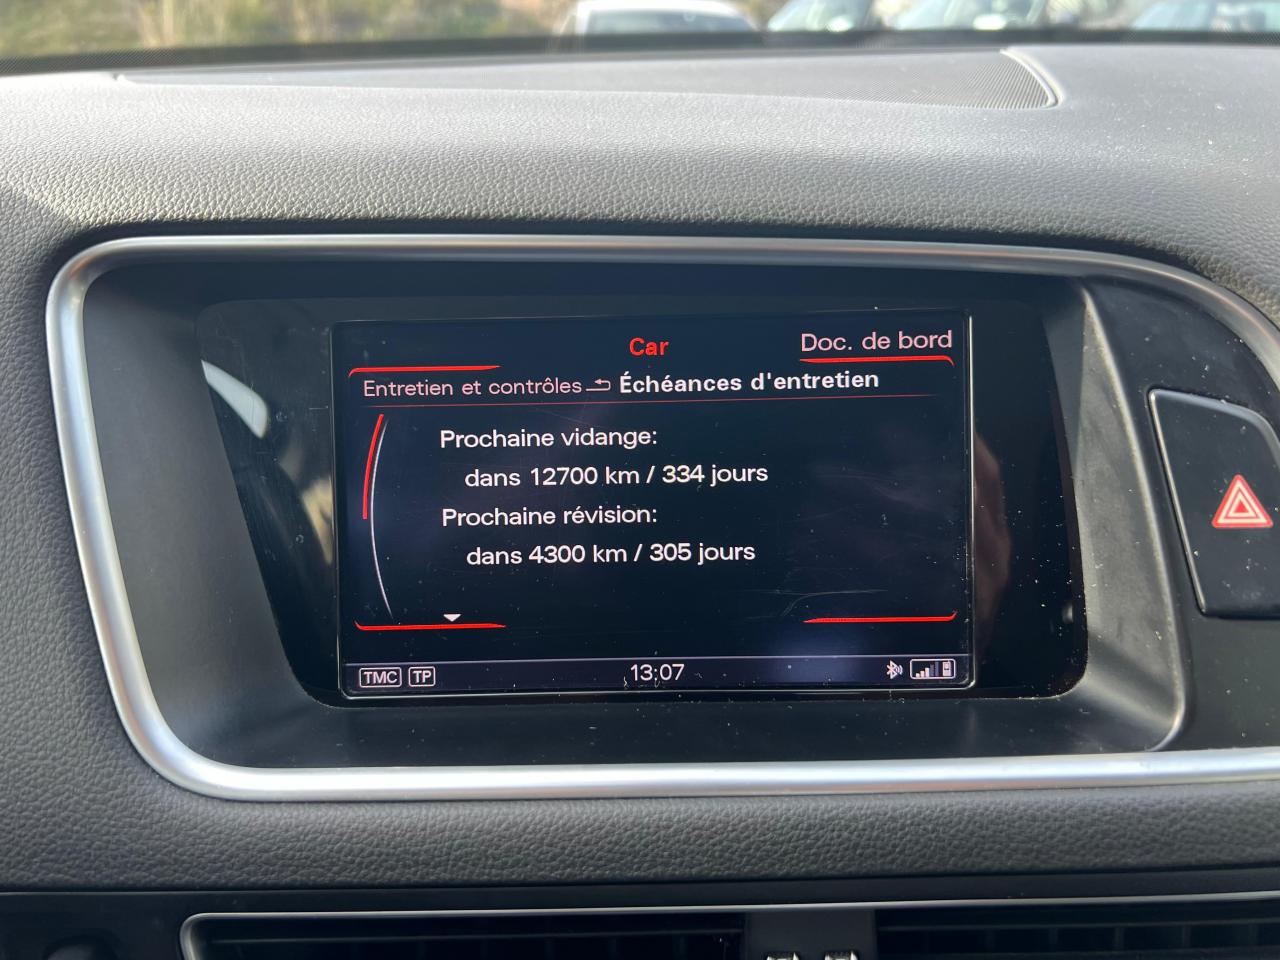 Car
Doc. de bord
Entretien et contrôles Échéances d'entretien
Prochaine vidange:
dans 12700 km / 334 jours
Prochaine révision:
dans 4300 km / 305 jours
TMC TP 13:07